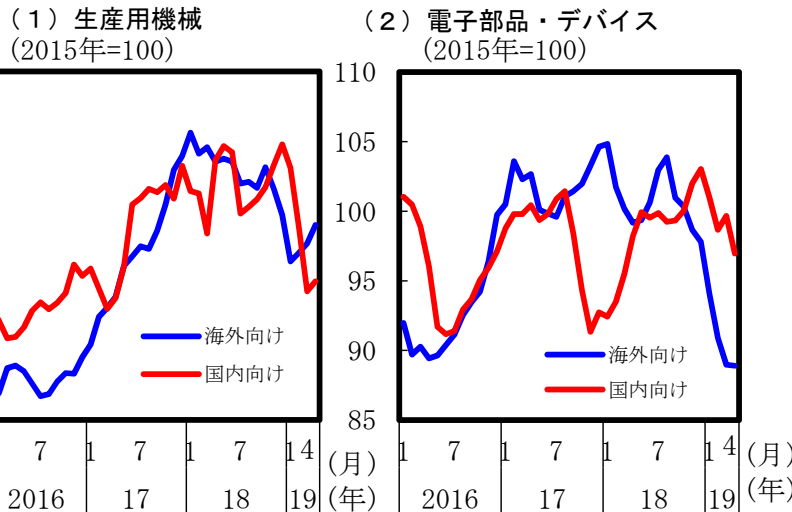 (1) 生産用機械
(2015年=100)
海外向け
国内向け
7 1 7 1 7 1 4 (月)
2016 17 18 19 (年)
(2) 電子部品・デバイス
(2015年=100)
110
105
100
95
90
85
海外向け
国内向け
1 7 1 7 1 7 1 4 (月)
2016 17 18 19 (年)